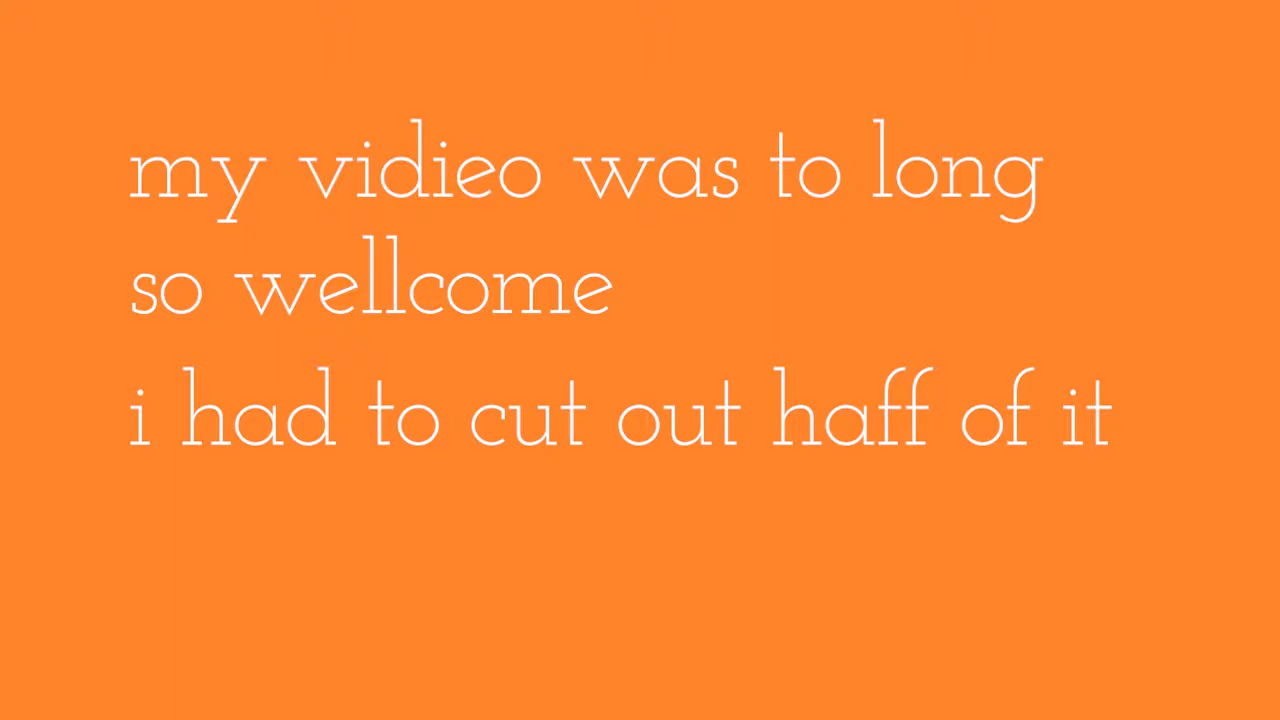 my vidieo was to long
so wellcome
i had to cut out haff of it